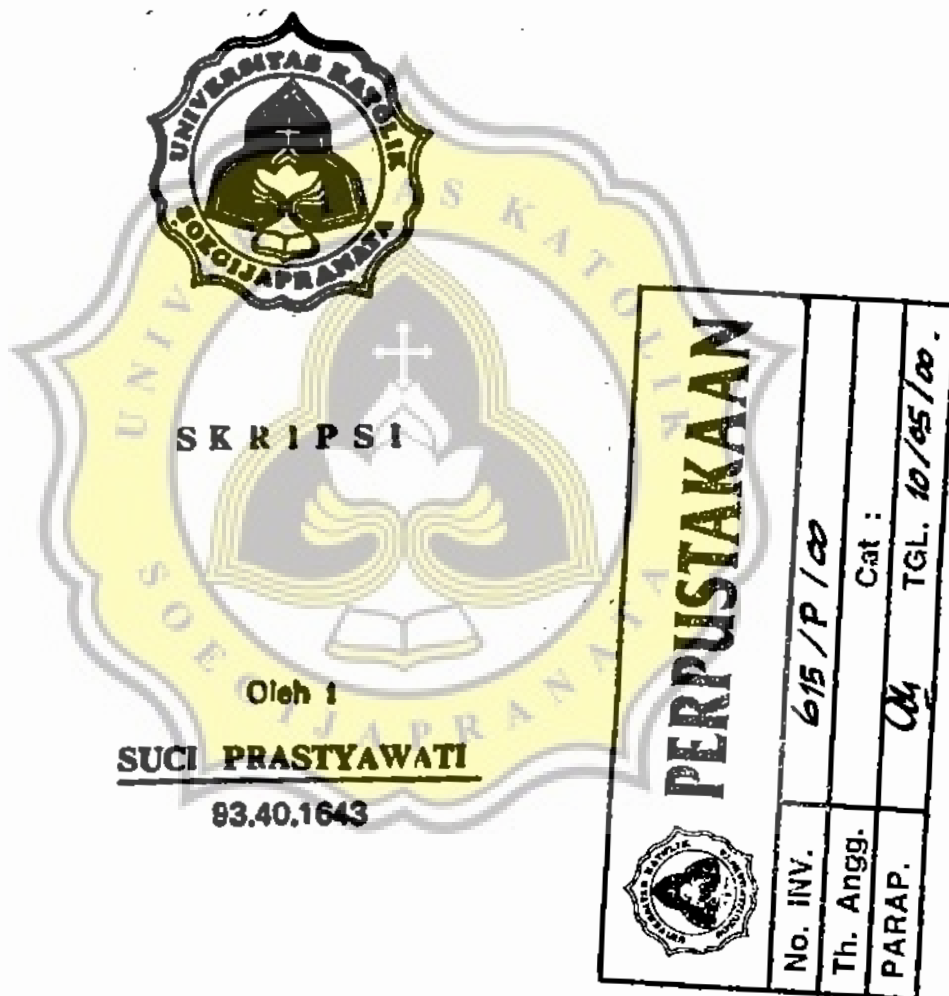 UNIVERSITAS KATOLIK
SOEGIJAPRANATA
SKRIPSI
Oleh :
SUCI PRASTYAWATI
93.40.1643
PERPUSTAKAAN
No. INV. 615 / P / 00
Th. Angg. Cat :
PARAP. TGL. 10/05/00.